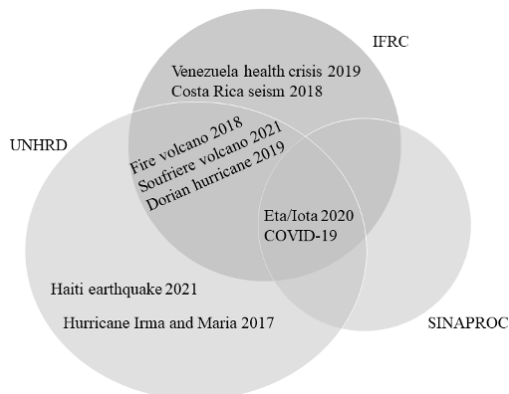 IFRC
Venezuela health crisis 2019
Costa Rica seism 2018
UNHRD
Fire volcano 2018
Soufriere volcano 2021
Dorian hurricane 2019
Eta/Iota 2020
COVID-19
Haiti earthquake 2021
Hurricane Irma and Maria 2017
SINAPROC